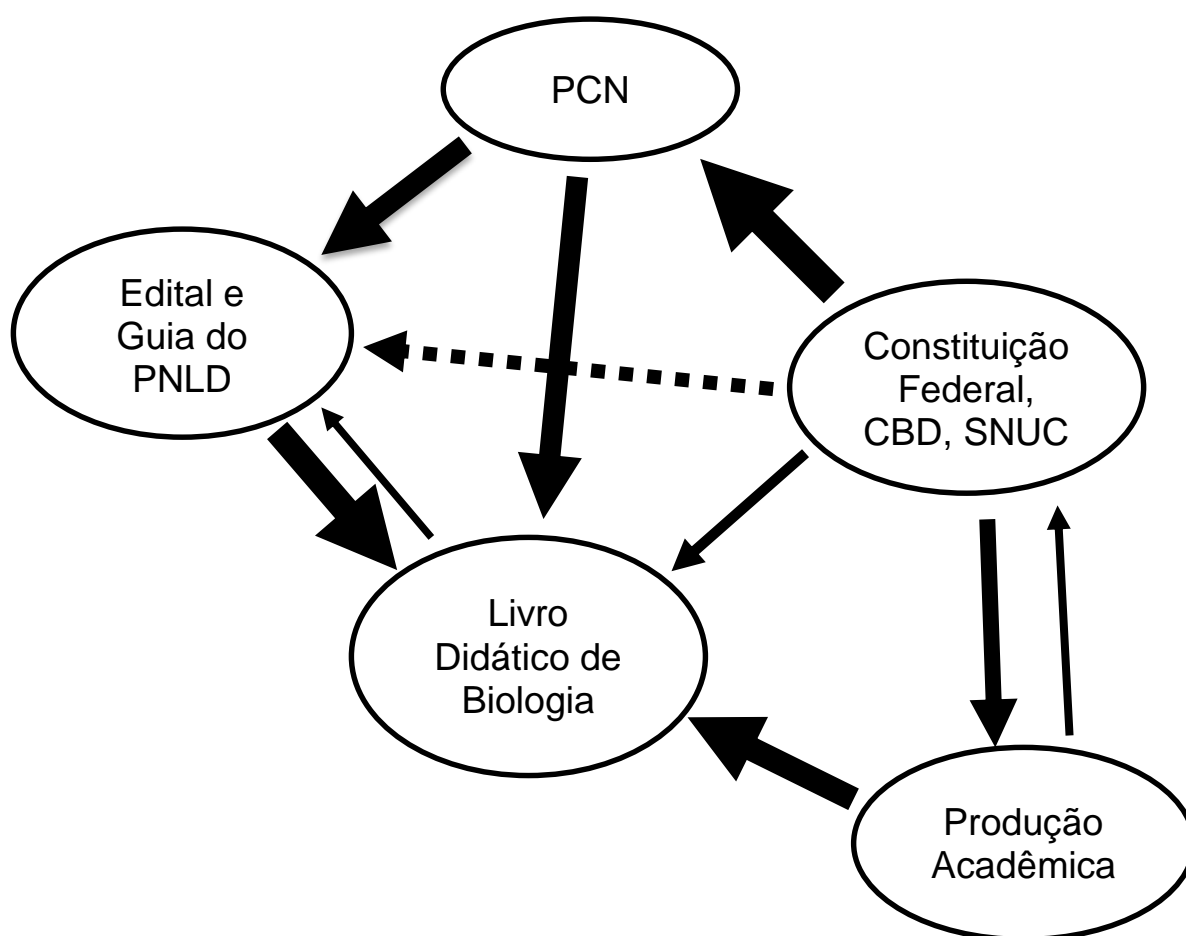 PCN
Edital e
Guia do
PNLD
Constituição
Federal,
CBD, SNUC
Livro
Didático de
Biologia
Produção
Acadêmica